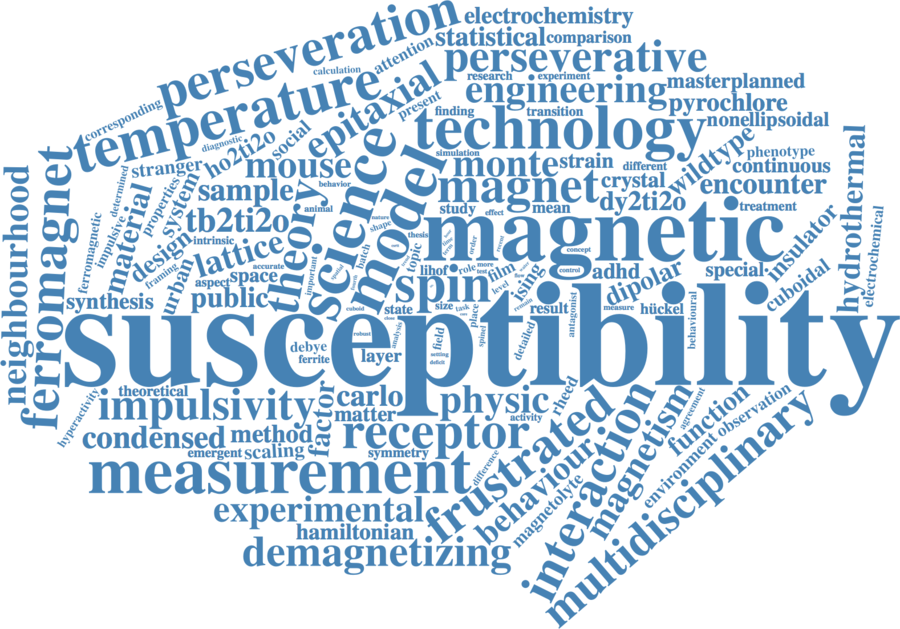 electrochemistry
perseveration
statistical
comparison
attention
calculation
perseverative
temperature
research
experiment
epitaxial
engineering
masterplanned
corresponding
present
pyrochlore
finding
transition
technology
nonellipsoidal
diagnostic
social
ho2ti2o
simulation
wildtype
phenotype
stranger
mouse
science
model
monte
strain
different
continuous
neighbourhood
ferromagnet
determined
properties
system
sample
behavior
theory
magnet
crystal
encounter
hydrothermal
impulsive
material
tb2ti2o
animal
study
effect
mean
dy2ti2o
treatment
ferromagnetic
design
intrinsic
nature
shape
thesis
magnetic
insulator
electrochemical
framing
lattice
important
batch
topic
order
concept
urban
aspect
accurate
space
lihof
role
more
test
film
ising
control
adhd
dipolar
special
cuboidal
synthesis
public
spin
level
remain
state
size
task
place
result
measure
hückel
cuboid
close
susceptibility
robust
analysis
field
spinel
detailed
antagonist
behavioural
debye
ferrite
layer
setting
deficit
theoretical
hyperactivity
impulsivity
factor
carlo
matter
physic
activity
rheed
function
agreement
observation
condensed
method
receptor
frustrated
interaction
magnetism
environment
emergent
scaling
symmetry
difference
behaviour
multidisciplinary
measurement
magnetolyte
experimental
hamiltonian
demagnetizing